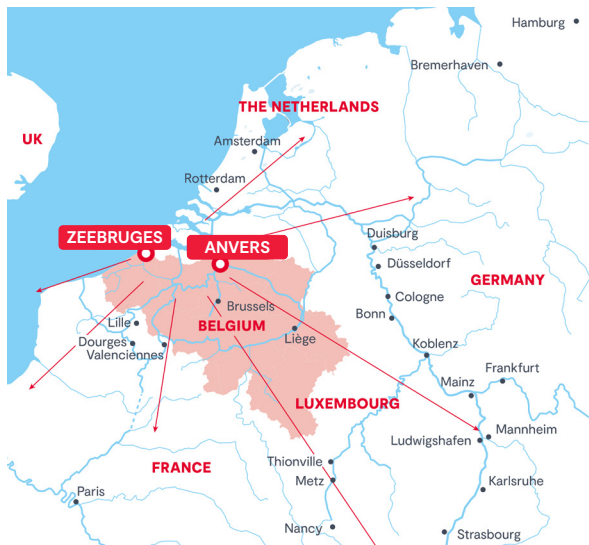 Hamburg
Bremerhaven
THE NETHERLANDS
UK
Amsterdam
Rotterdam
ZEEBRUGES
ANVERS
Duisburg
Düsseldorf
GERMANY
Cologne
Brussels
Bonn
Lille
BELGIUM
Liège
Dourges
Valenciennes
Koblenz
Frankfurt
Mainz
LUXEMBOURG
Mannheim
Ludwigshafen
Thionville
FRANCE
Metz
Karlsruhe
Paris
Nancy
Strasbourg